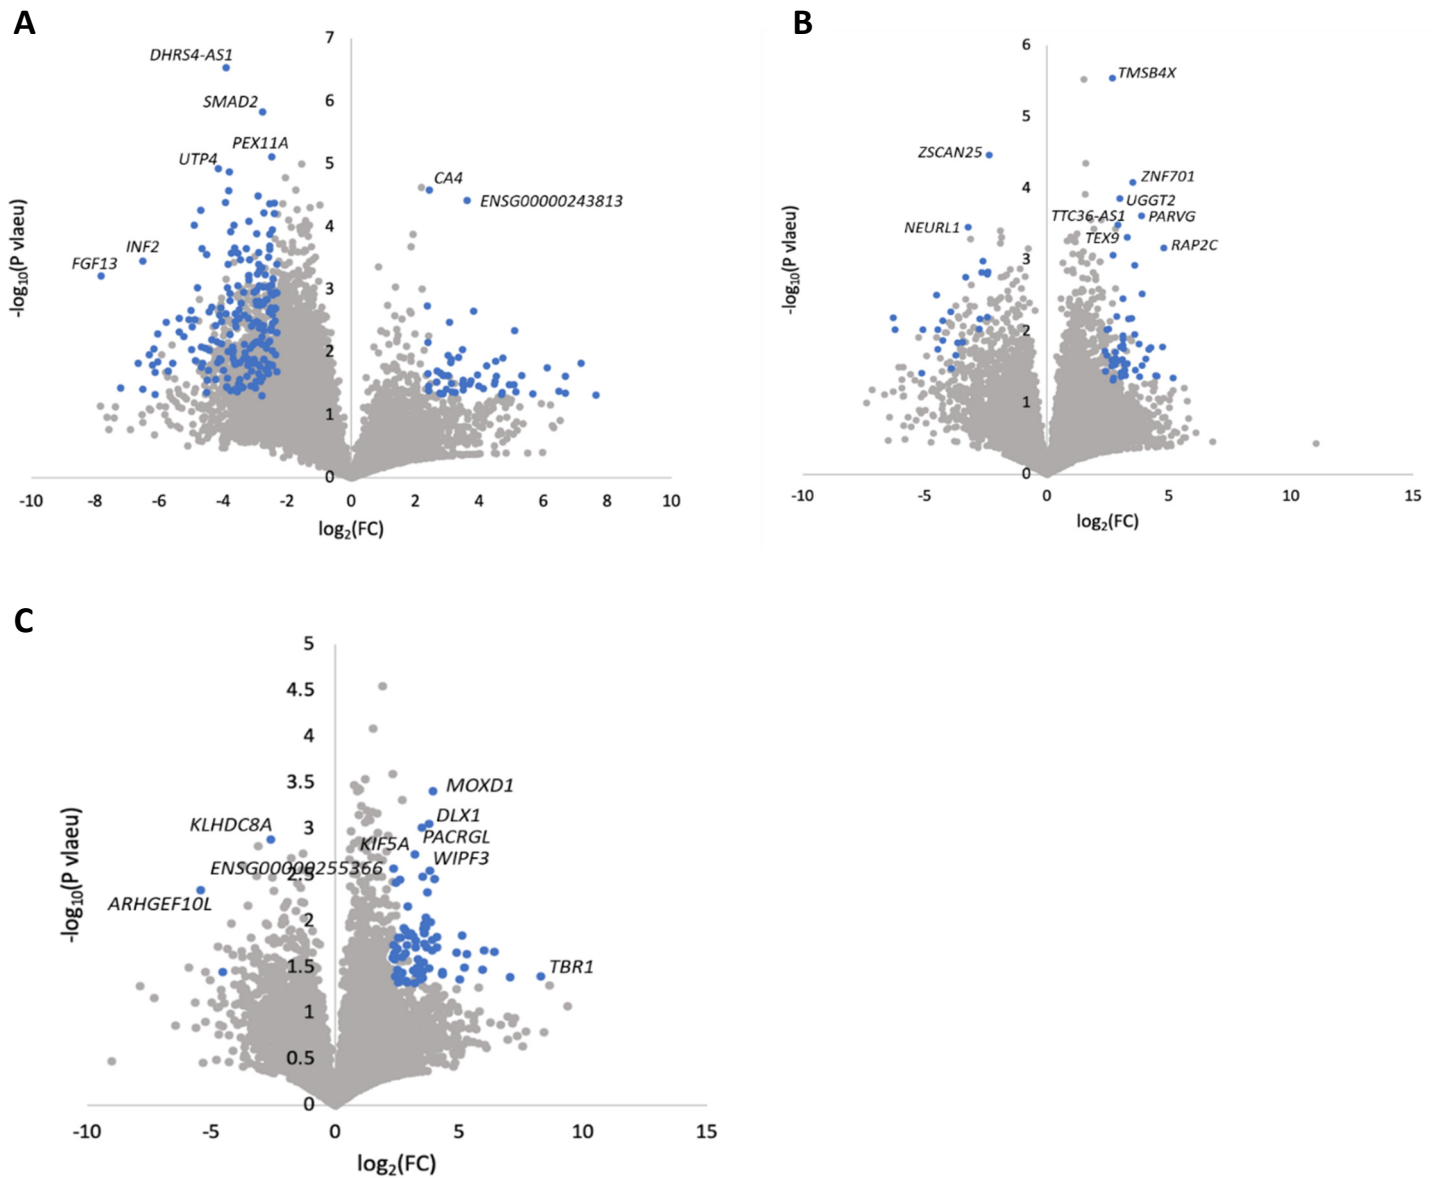 A
B
7
DHRS4-AS1
6
SMAD2
PEX11A
UTP4
5
CA4
ENSG00000243813
4
INF2
FGF13
3
2
1
0
-log10(P vlaeu)
-10 -8 -6 -4 -2 0 2 4 6 8 10
log2(FC)
6
TMSB4X
5
ZSCAN25
4
ZNF701
UGGT2
TTC36-AS1 PARVG
NEURL1
TEX9
RAP2C
3
2
1
0
-log10(P vlaeu)
-10 -5 0 5 10 15
log2(FC)
C
5
4.5
4
3.5
MOXD1
3
DLX1
KLHDC8A
PACRGL
KIF5A
WIPF3
ENSG00000255366
2.5
ARHGEF10L
2
1.5
TBR1
1
0.5
0
-log10(P vlaeu)
-10 -5 0 5 10 15
log2(FC)